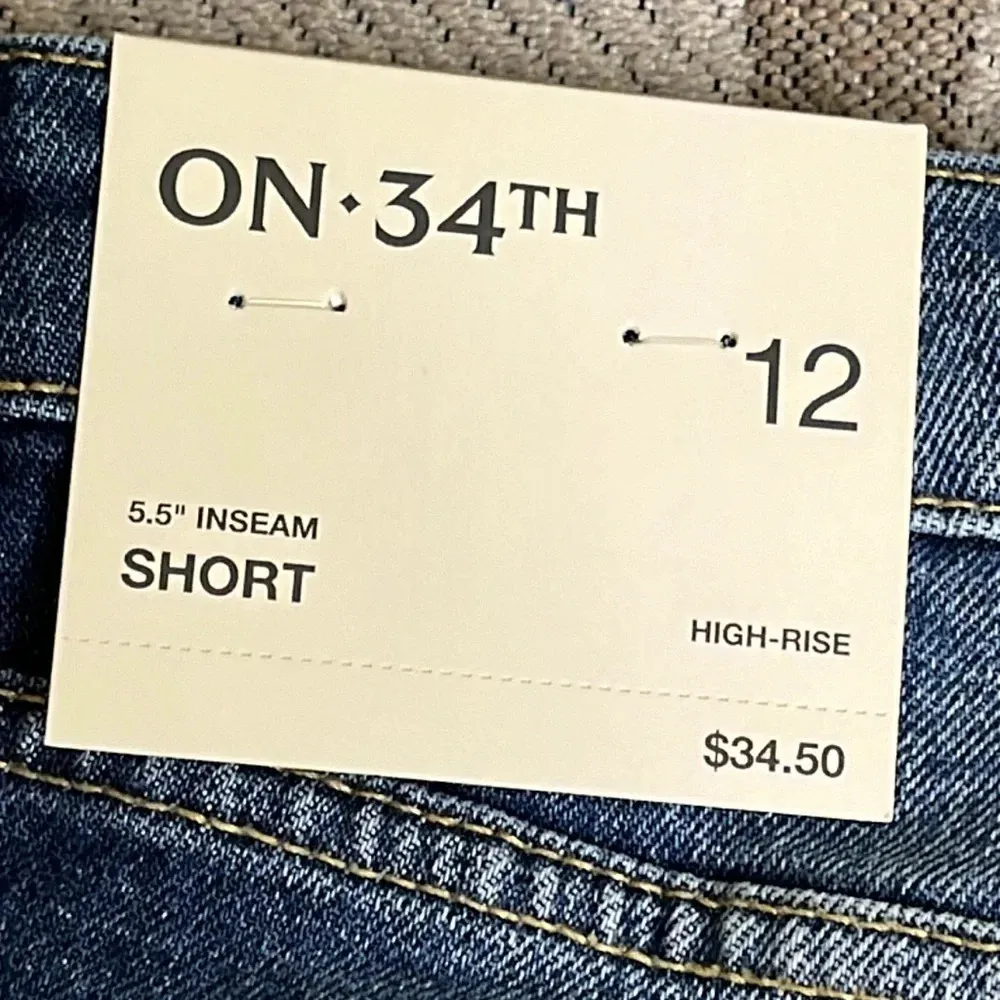 ON·34TH
12
5.5" INSEAM
SHORT
HIGH-RISE
$34.50